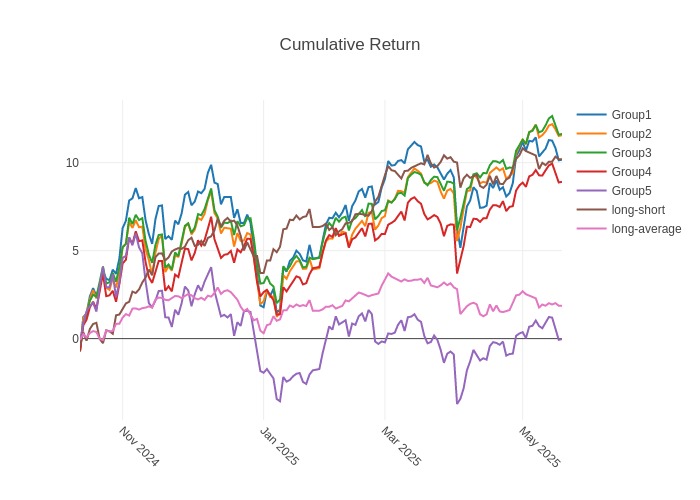 Cumulative Return
10
5
0
Nov 2024
Jan 2025
Mar 2025
May 2025
Group1
Group2
Group3
Group4
Group5
long-short
long-average